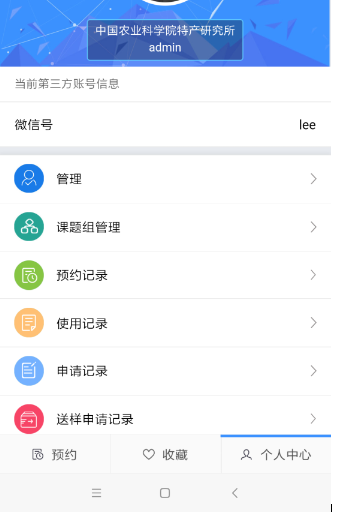 中国农业科学院特产研究所
admin
当前第三方账号信息
微信号 lee
管理
课题组管理
预约记录
使用记录
申请记录
送样申请记录
预约 收藏 个人中心